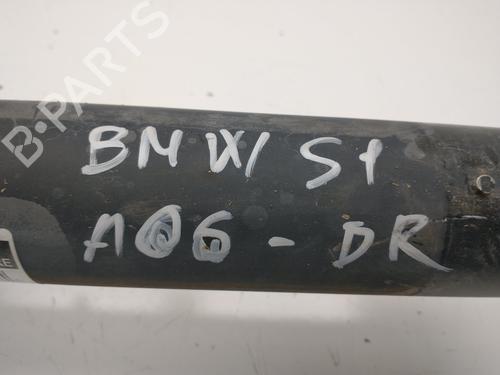 B-PARTS
BMW S1
A06 - DR
C